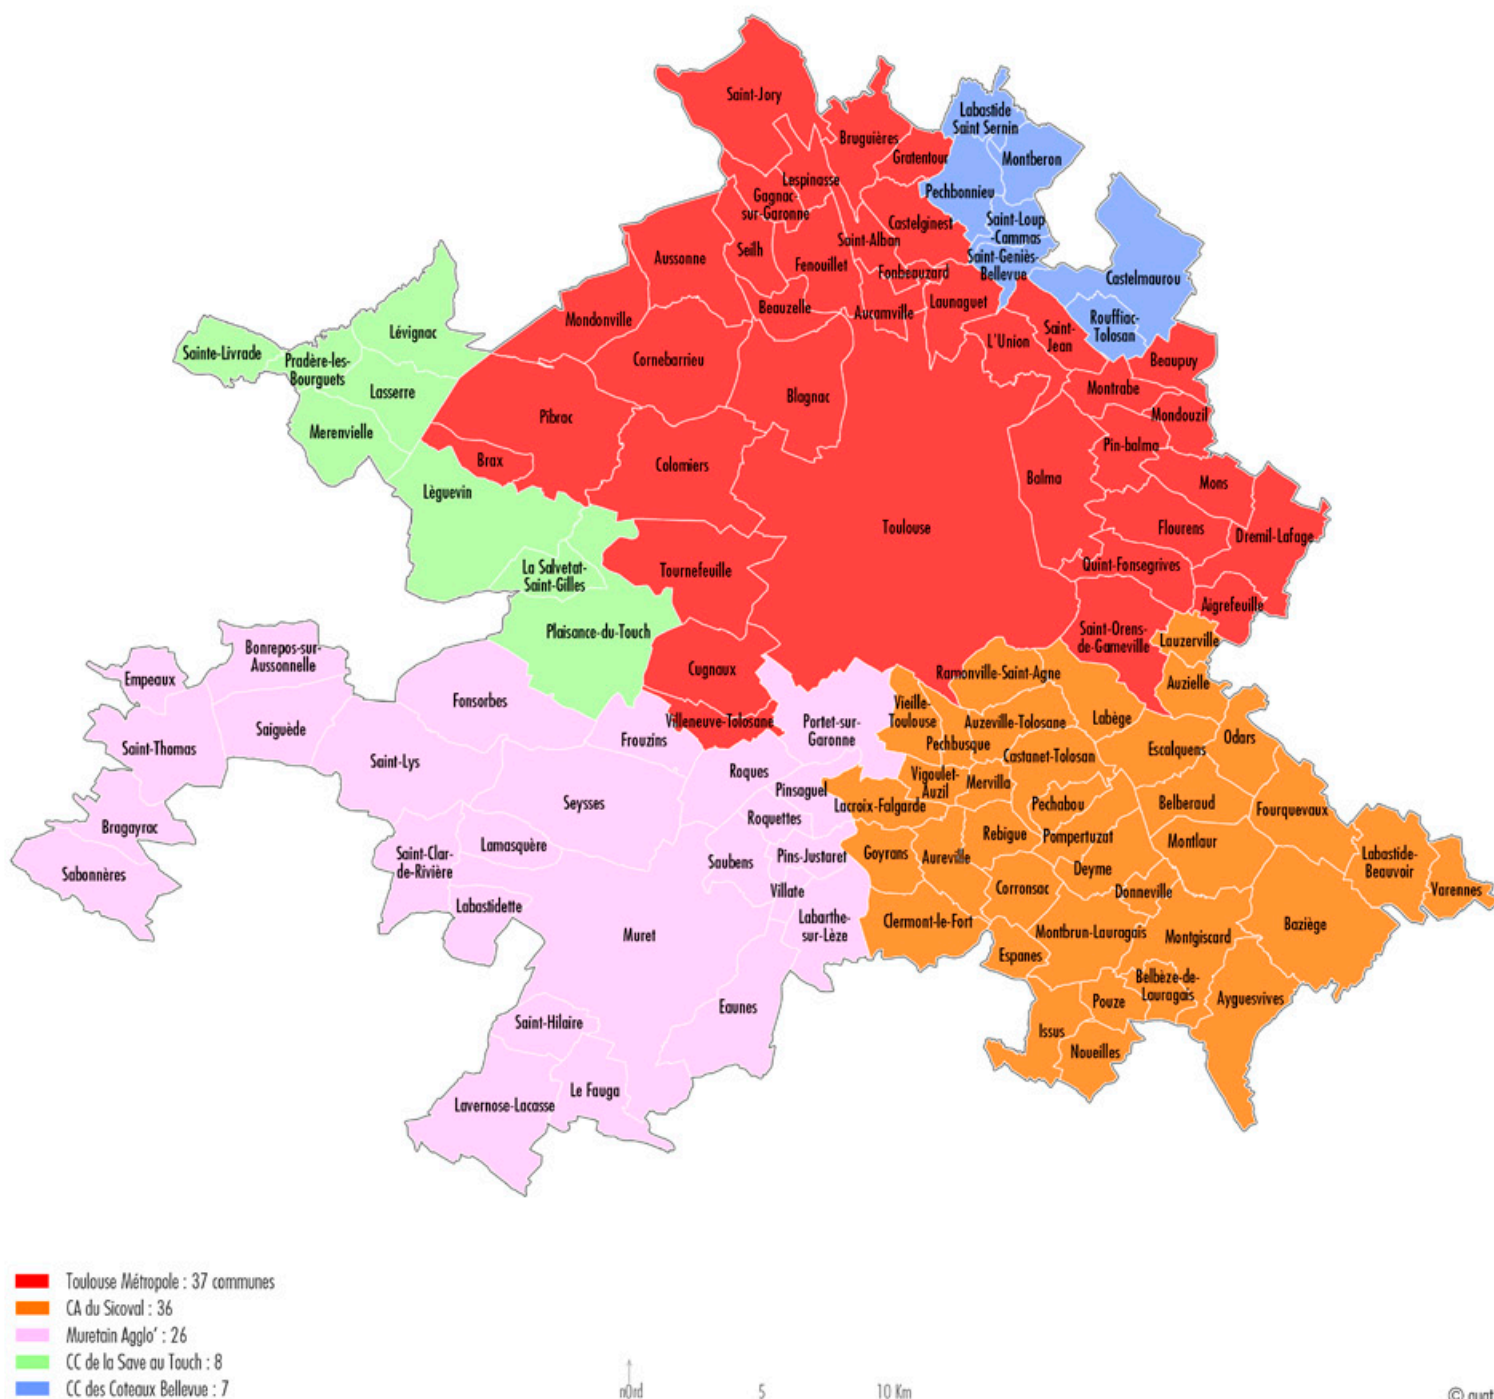 Saint-Jory
Bruguières
Gratentour
Labastide
Saint Sernin
Montberon
Lespinasse
Gagnac-
sur-Garonne
Pechbonnieu
Castelginest
Saint-Loup
-Cammas
Saint-Alban
Seilh
Aussonne
Fenouillet
Fonbeauzard
Saint-Geniès-
Bellevue
Castelmaurou
Launaguet
Beauzelle
Aucamville
Mondonville
Rouffiac-
Tolosan
Saint-
Jean
L'Union
Lévignac
Sainte-Livrade
Pradère-les-
Bourguets
Cornebarrieu
Beaupuy
Lasserre
Blagnac
Montrabe
Mondouzil
Pibrac
Merenvielle
Pin-balma
Brax
Colomiers
Balma
Mons
Lèguevin
Toulouse
Flourens
Dremil-Lafage
Quint-Fonsegrives
Tournefeuille
La Salvetat-
Saint-Gilles
Aigrefeuille
Plaisance-du-Touch
Saint-Orens-
de-Gameville
Lauzerville
Bonrepos-sur-
Aussonnelle
Empeaux
Cugnaux
Ramonville-Saint-Agne
Auzielle
Fonsorbes
Vieille-
Toulouse
Villeneuve-Tolosane
Portet-sur-
Garonne
Auzeville-Tolosane
Labège
Saiguède
Saint-Thomas
Frouzins
Pechbusque
Escalquens
Odars
Castanet-Tolosan
Saint-Lys
Roques
Vigoulet-
Auzil
Mervilla
Pinsaguel
Seysses
Lacroix-Falgarde
Pechabou
Belberaud
Fourquevaux
Roquettes
Bragayrac
Rebigue
Pompertuzat
Montlaur
Lamasquère
Saint-Clar-
de-Rivière
Saubens
Pins-Justaret
Goyrans
Aureville
Labastide-
Beauvoir
Deyme
Sabonnères
Villate
Corronsac
Donneville
Varennes
Labastidette
Labarthe-
sur-Lèze
Clermont-le-Fort
Baziège
Muret
Montbrun-Lauragais
Montgiscard
Espanes
Belbèze-de-
Lauragais
Eaunes
Pouze
Ayguesvives
Saint-Hilaire
Issus
Noueilles
Le Fauga
Lavernose-Lacasse
Toulouse Métropole : 37 communes
CA du Sicoval : 36
Muretain Agglo' : 26
CC de la Save au Touch : 8
CC des Coteaux Bellevue : 7
nOrd
5
10 Km